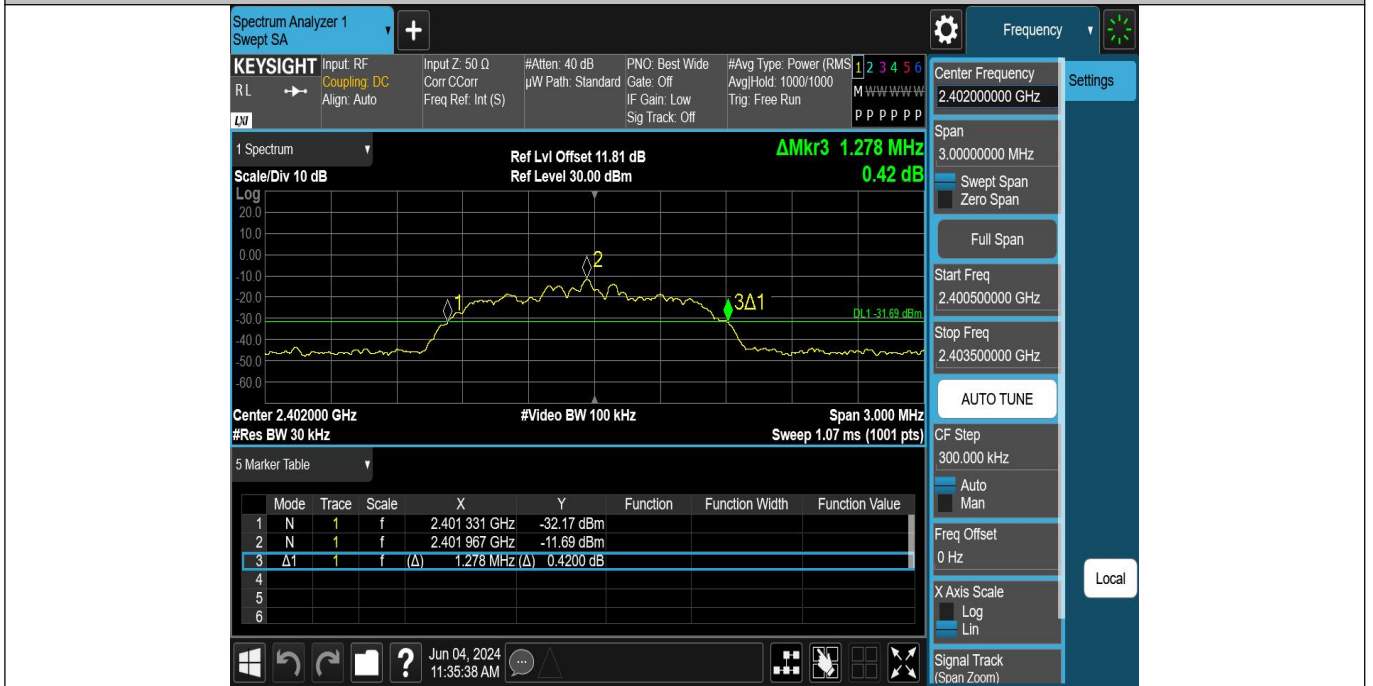 Spectrum Analyzer 1
Swept SA
Frequency
KEYSIGHT Input: RF Input Z: 50 Ω #Atten: 40 dB PNO: Best Wide #Avg Type: Power (RMS 1 2 3 4 5 6
RL Coupling: DC Corr CCorr µW Path: Standard Gate: Off Avg|Hold: 1000/1000 M W W W W W
Align: Auto Freq Ref: Int (S) IF Gain: Low Trig: Free Run
LXI Sig Track: Off P P P P P P
1 Spectrum Ref Lvl Offset 11.81 dB ΔMkr3 1.278 MHz
Scale/Div 10 dB Ref Level 30.00 dBm 0.42 dB
Log
20.0
10.0
0.00
-10.0
-20.0
-30.0
-40.0
-50.0
-60.0
1
2
3Δ1
DL1 -31.69 dBm
Center 2.402000 GHz #Video BW 100 kHz Span 3.000 MHz
#Res BW 30 kHz Sweep 1.07 ms (1001 pts)
5 Marker Table
Mode Trace Scale X Y Function Function Width Function Value
1 N 1 f 2.401 331 GHz -32.17 dBm
2 N 1 f 2.401 967 GHz -11.69 dBm
3 Δ1 1 f (Δ) 1.278 MHz (Δ) 0.4200 dB
4
5
6
Jun 04, 2024
11:35:38 AM
Center Frequency
2.402000000 GHz
Settings
Span
3.00000000 MHz
Swept Span
Zero Span
Full Span
Start Freq
2.400500000 GHz
Stop Freq
2.403500000 GHz
AUTO TUNE
CF Step
300.000 kHz
Auto
Man
Freq Offset
0 Hz
Local
X Axis Scale
Log
Lin
Signal Track
(Span Zoom)